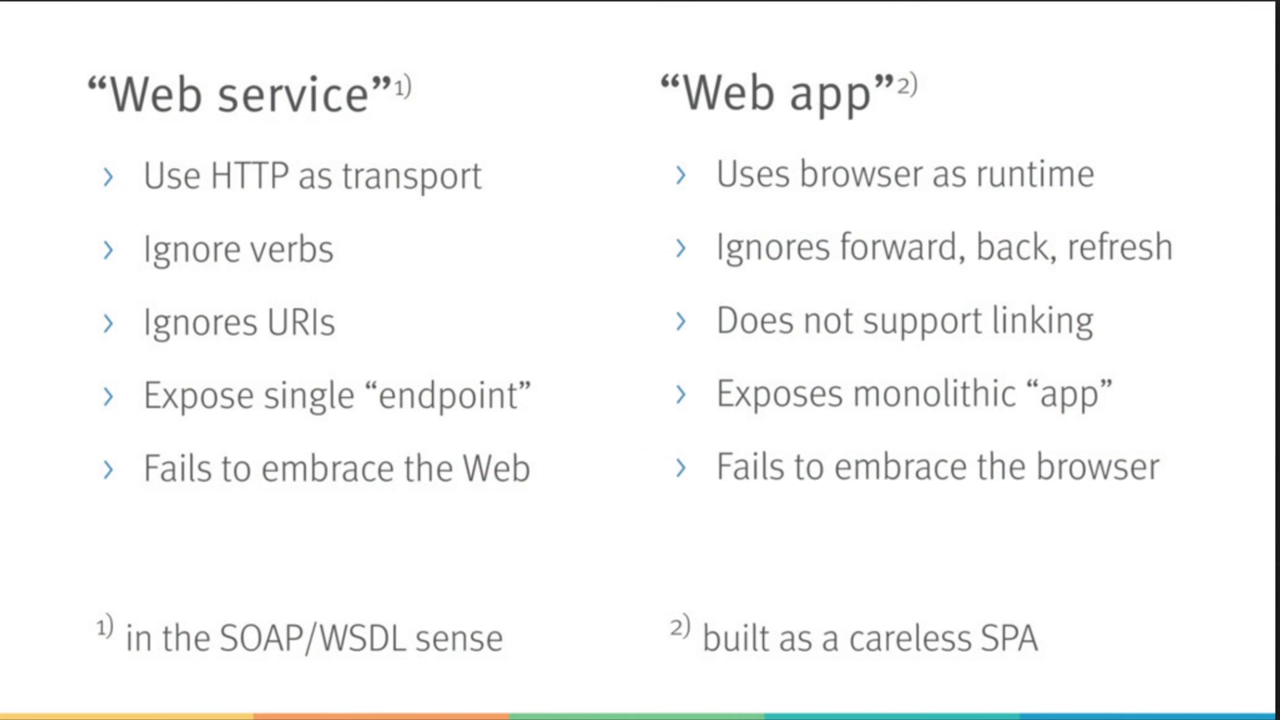 “Web service”1)
› Use HTTP as transport
› Ignore verbs
› Ignores URIs
› Expose single “endpoint”
› Fails to embrace the Web
1) in the SOAP/WSDL sense
“Web app”2)
› Uses browser as runtime
› Ignores forward, back, refresh
› Does not support linking
› Exposes monolithic “app”
› Fails to embrace the browser
2) built as a careless SPA